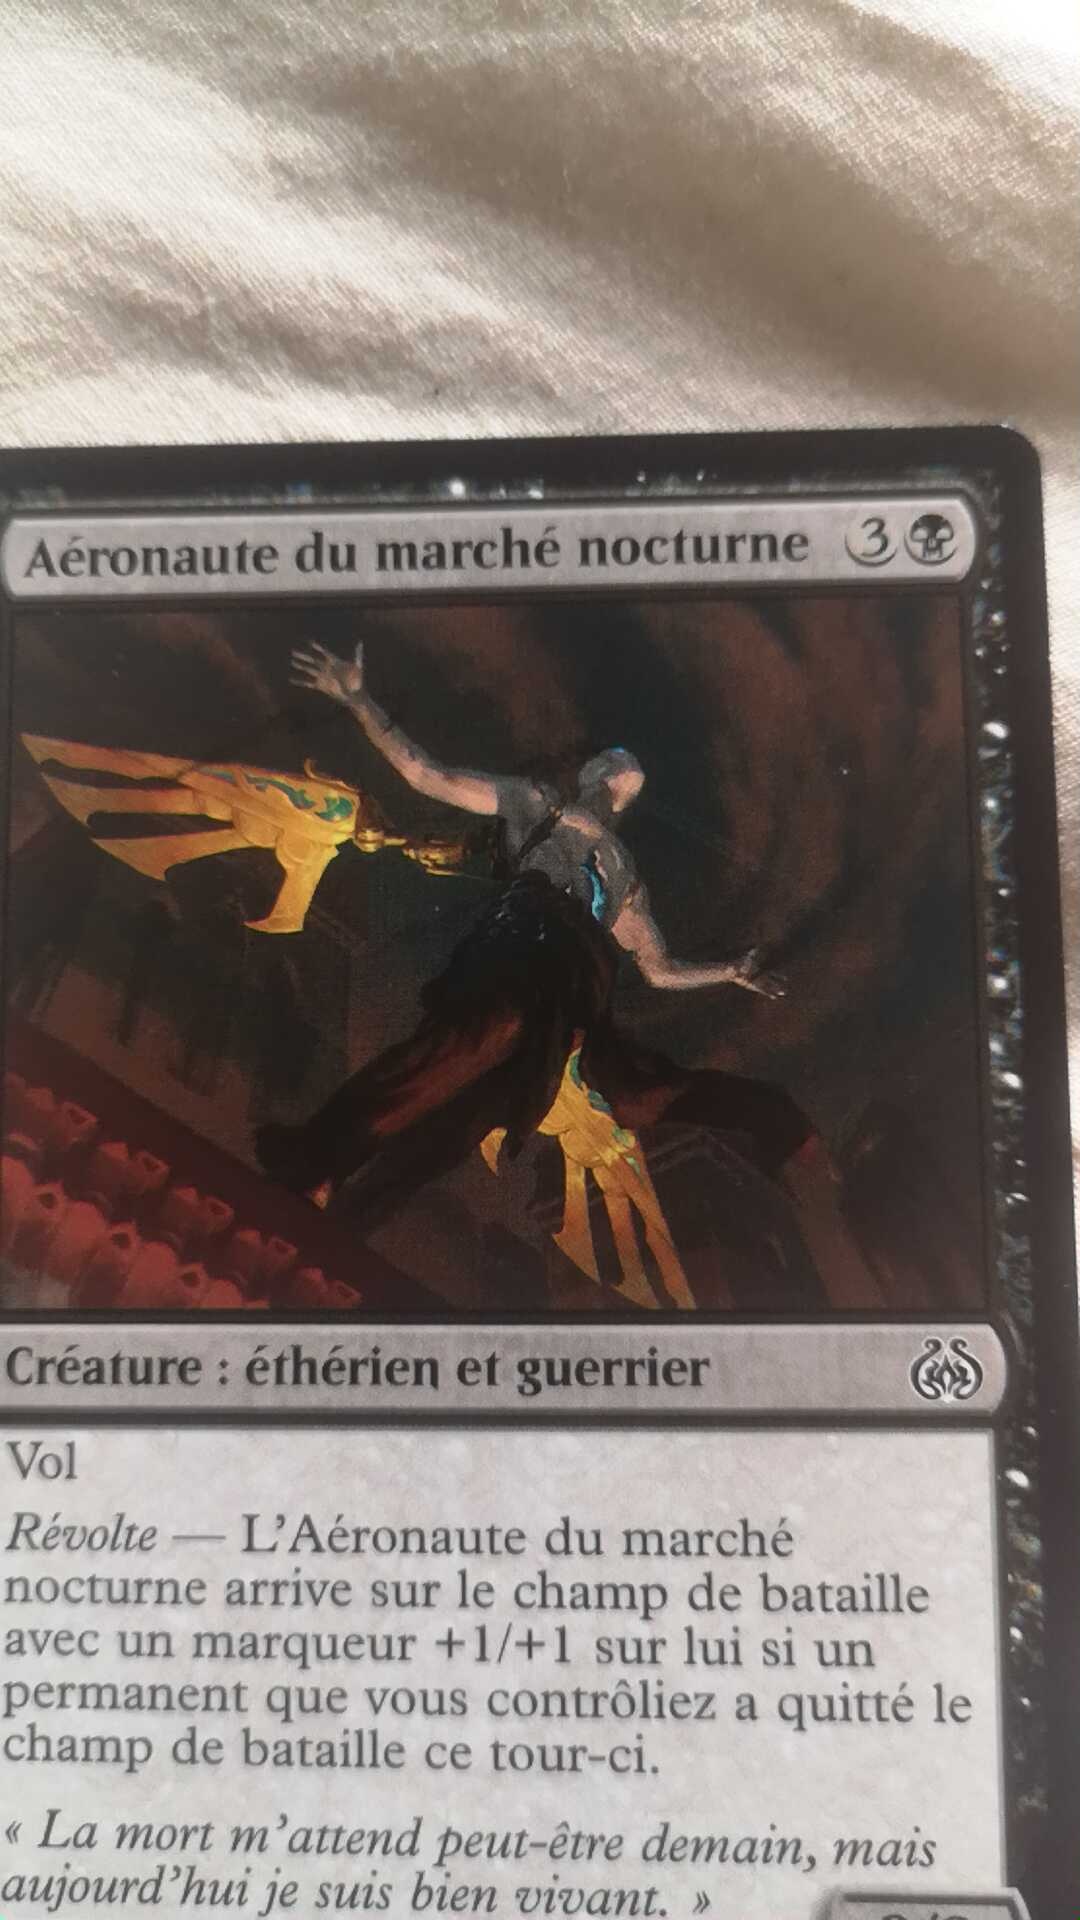 Aéronaute du marché nocturne 3
Créature : éthérien et guerrier
Vol
Révolte — L'Aéronaute du marché
nocturne arrive sur le champ de bataille
avec un marqueur +1/+1 sur lui si un
permanent que vous contrôliez a quitté le
champ de bataille ce tour-ci.
« La mort m'attend peut-être demain, mais
aujourd'hui je suis bien vivant. »